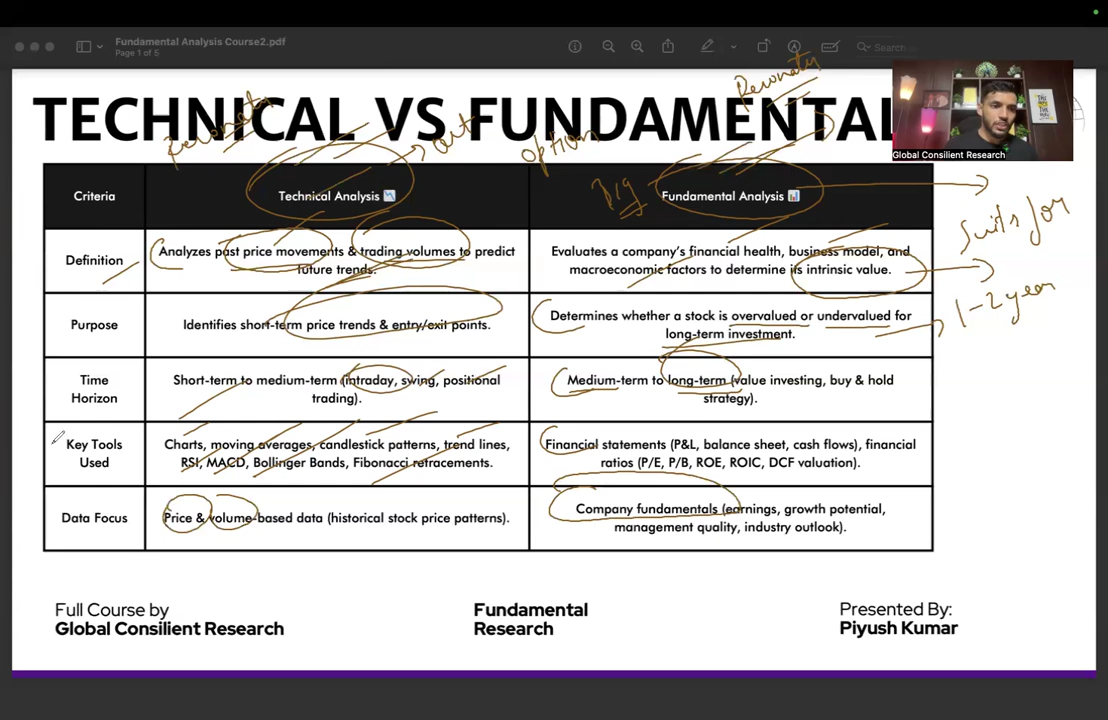 Fundamental Analysis Course2.pdf
Page 1 of 5
Search
TECHNICAL VS FUNDAMENTAL
Global Consilient Research
option
Criteria
Technical Analysis
Fundamental Analysis
Suits for
Definition
Analyzes past price movements & trading volumes to predict
future trends.
Evaluates a company's financial health, business model, and
macroeconomic factors to determine its intrinsic value.
1-2 year
Purpose
Identifies short-term price trends & entry/exit points.
Determines whether a stock is overvalued or undervalued for
long-term investment.
Time
Horizon
Short-term to medium-term (intraday, swing, positional
trading).
Medium-term to long-term (value investing, buy & hold
strategy).
Key Tools
Used
Charts, moving averages, candlestick patterns, trend lines,
RSI, MACD, Bollinger Bands, Fibonacci retracements.
Financial statements (P&L, balance sheet, cash flows), financial
ratios (P/E, P/B, ROE, ROIC, DCF valuation).
Data Focus
Price & volume-based data (historical stock price patterns).
Company fundamentals (earnings, growth potential,
management quality, industry outlook).
Full Course by
Global Consilient Research
Fundamental
Research
Presented By:
Piyush Kumar